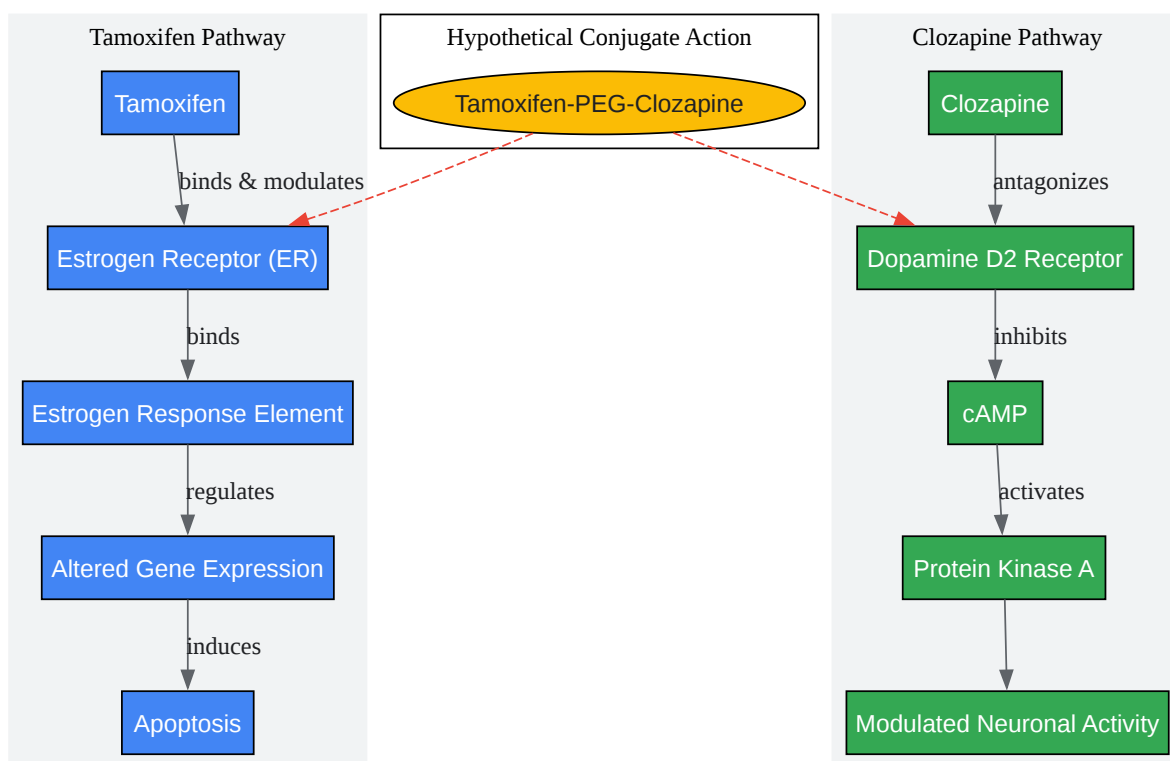 Tamoxifen Pathway
Tamoxifen
binds & modulates
Estrogen Receptor (ER)
binds
Estrogen Response Element
regulates
Altered Gene Expression
induces
Apoptosis
Hypothetical Conjugate Action
Tamoxifen-PEG-Clozapine
Clozapine Pathway
Clozapine
antagonizes
Dopamine D2 Receptor
inhibits
cAMP
activates
Protein Kinase A
Modulated Neuronal Activity